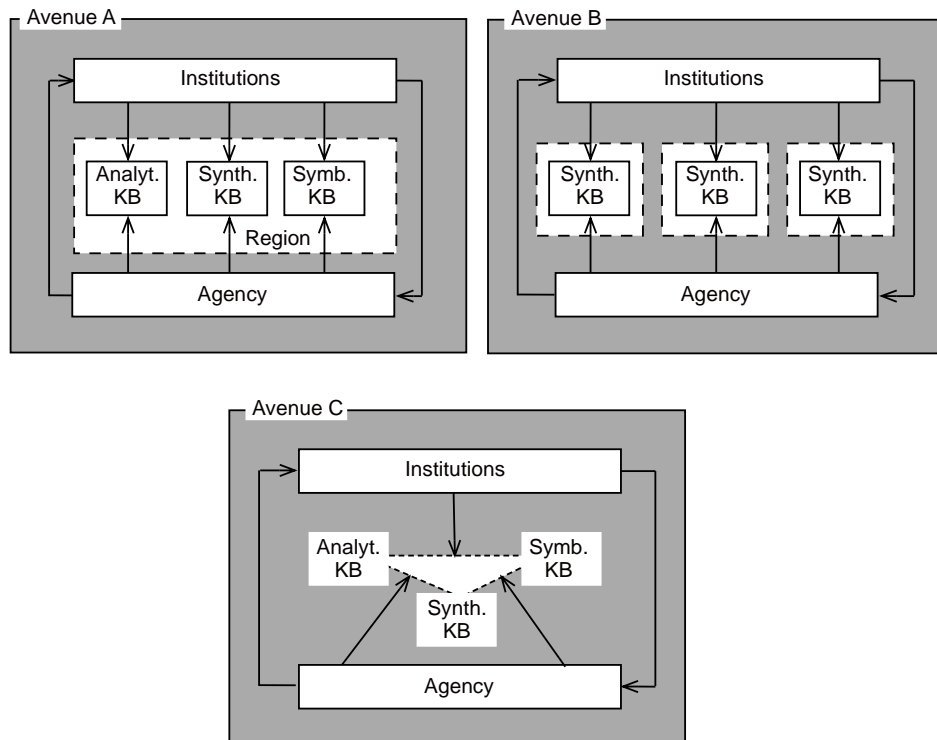 Avenue A
Institutions
Analyt. KB
Synth. KB
Symb. KB
Region
Agency
Avenue B
Institutions
Synth. KB
Synth. KB
Synth. KB
Agency
Avenue C
Institutions
Analyt. KB
Symb. KB
Synth. KB
Agency